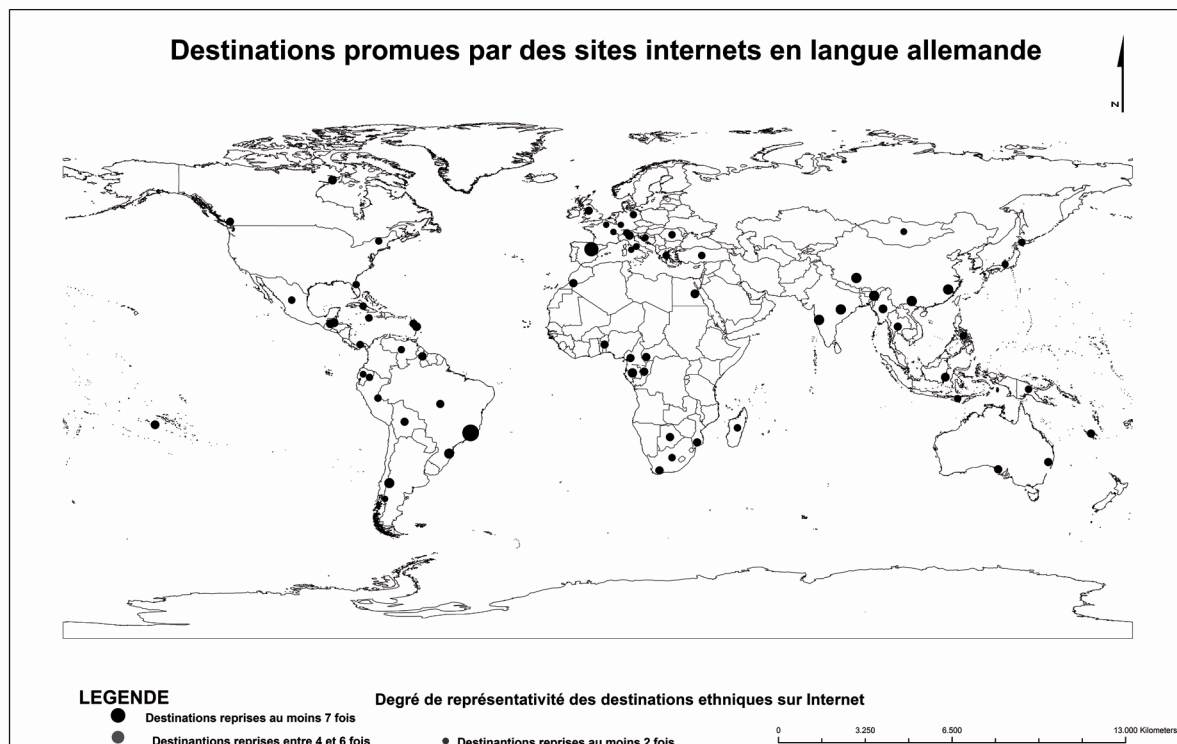 Destinations promues par des sites internets en langue allemande
N
LEGENDE
Degré de représentativité des destinations ethniques sur Internet
Destinations reprises au moins 7 fois
0 3.250 6.500 13.000 Kilometers
Destinantions reprises entre 4 et 6 fois
Destinantions reprises au moins 2 fois